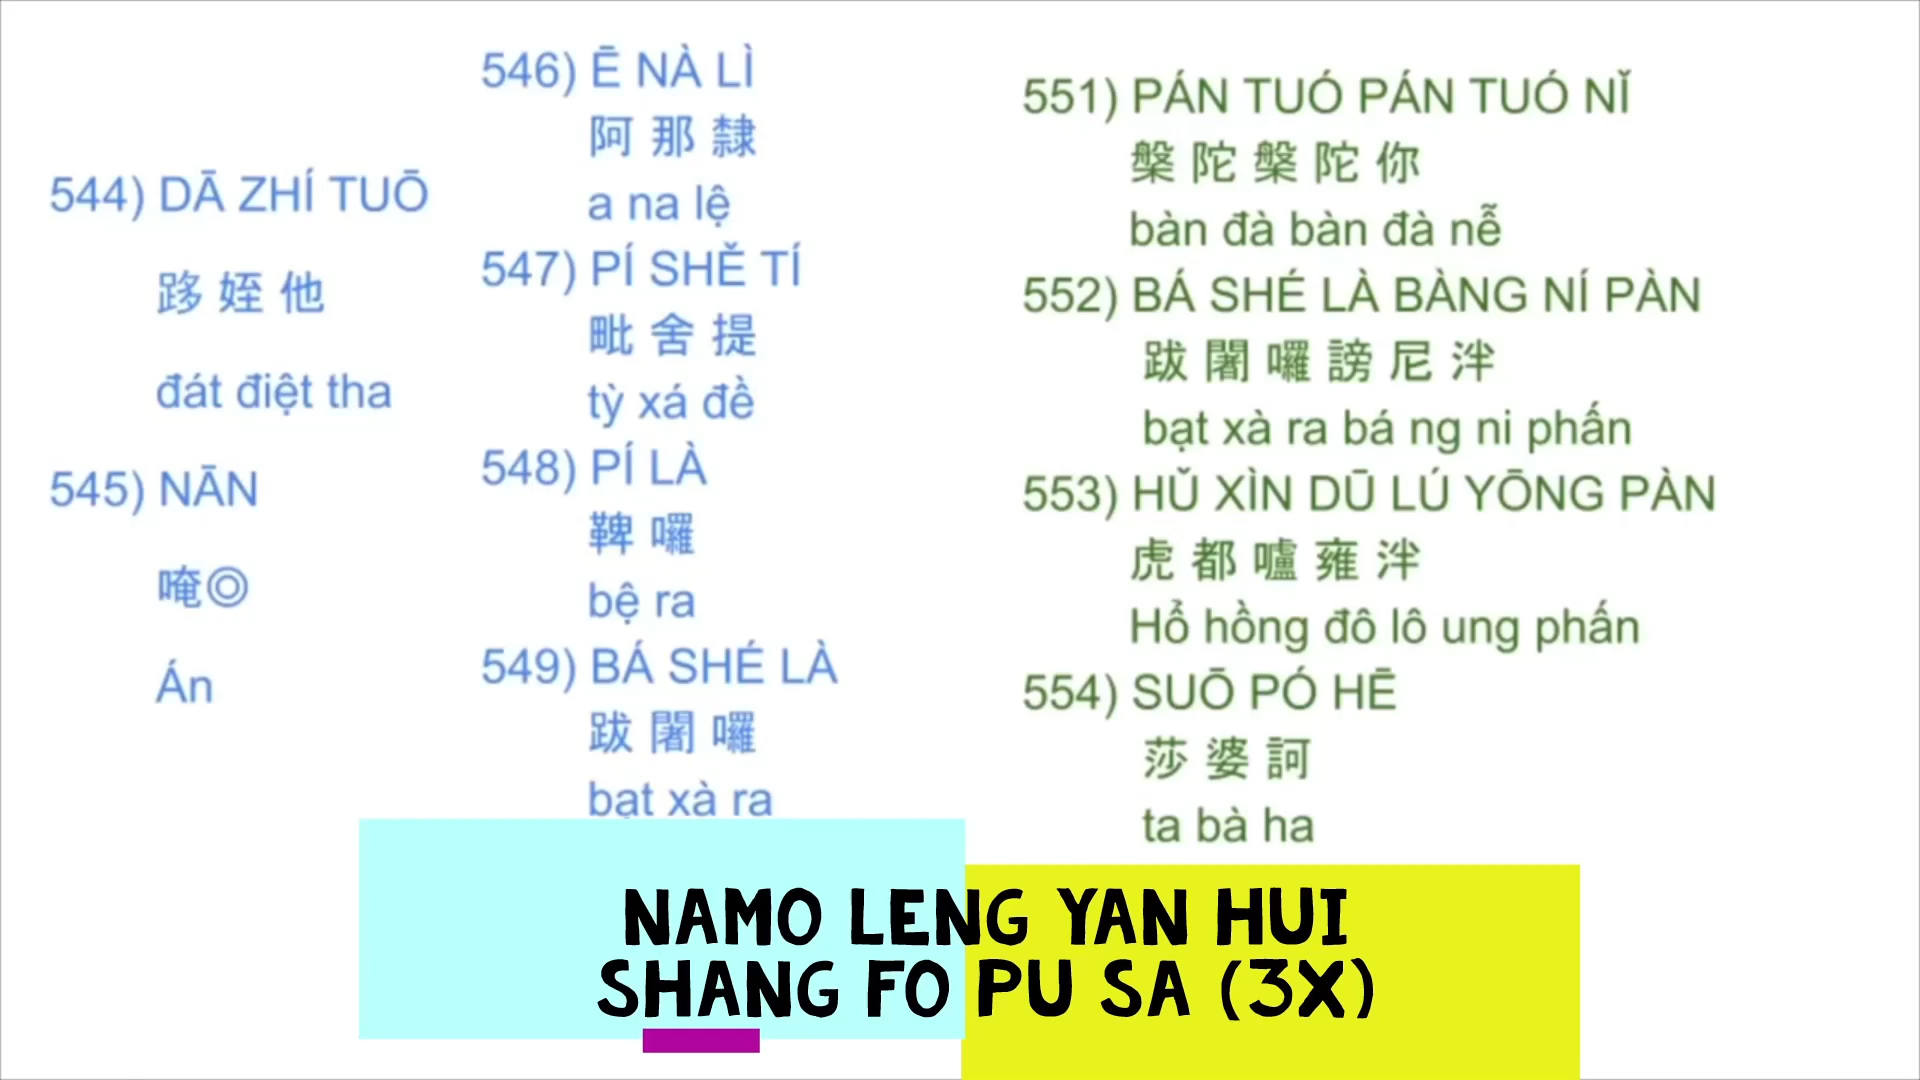 544) DĀ ZHÍ TUŌ
跢 姪 他
đát điệt tha
545) NĀN
唵◎
Án
546) Ē NÀ LÌ
阿 那 隸
a na lệ
547) PÍ SHĚ TÍ
毗 舍 提
tỳ xá đề
548) PÍ LÀ
鞞 囉
bệ ra
549) BÁ SHÉ LÀ
跋 闍 囉
bạt xà ra
551) PÁN TUÓ PÁN TUÓ NǏ
槃 陀 槃 陀 你
bàn đà bàn đà nễ
552) BÁ SHÉ LÀ BÀNG NÍ PÀN
跋 闍 囉 謗 尼 泮
bạt xà ra bá ng ni phấn
553) HǓ XÌN DŪ LÚ YŌNG PÀN
虎 都 嚧 雍 泮
Hổ hồng đô lô ung phấn
554) SUŌ PÓ HĒ
莎 婆 訶
ta bà ha
NAMO LENG YAN HUI
SHANG FO PU SA (3X)